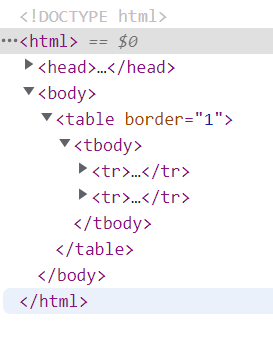 <!DOCTYPE html>
···<html> == $0
<head>…</head>
<body>
<table border="1">
<tbody>
<tr>…</tr>
<tr>…</tr>
</tbody>
</table>
</body>
</html>